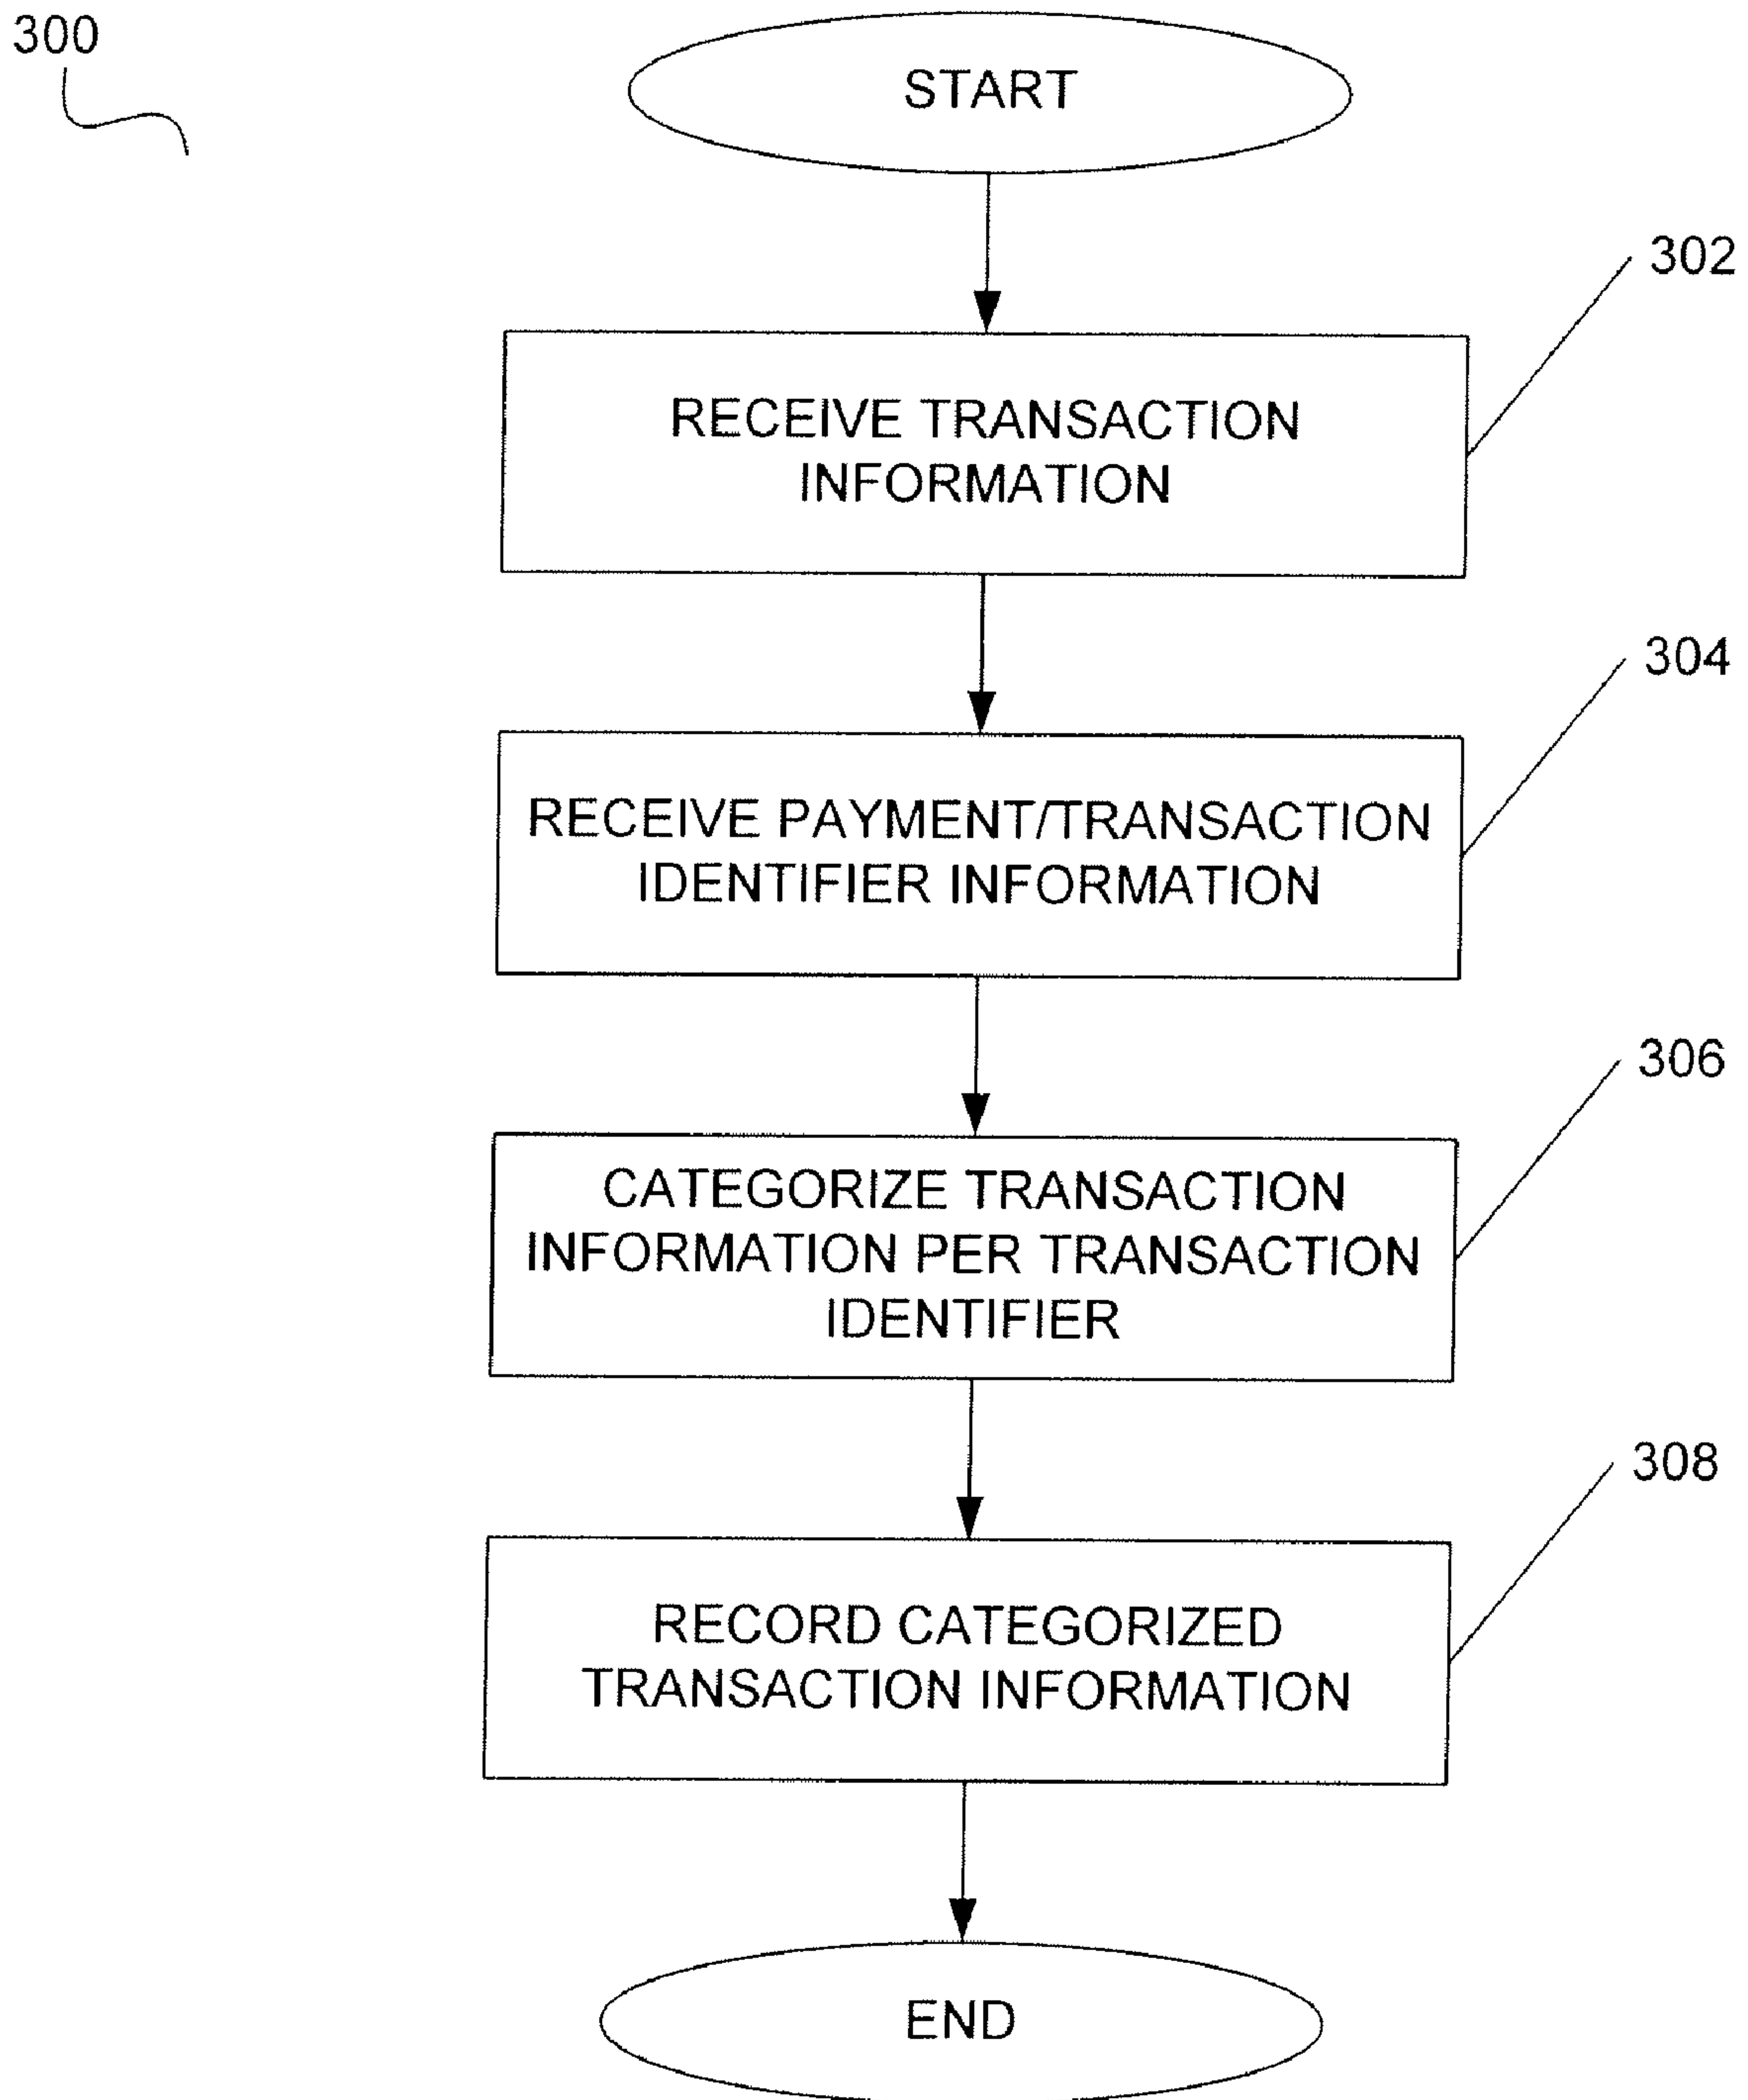 300
START
302
RECEIVE TRANSACTION
INFORMATION
304
RECEIVE PAYMENT/TRANSACTION
IDENTIFIER INFORMATION
306
CATEGORIZE TRANSACTION
INFORMATION PER TRANSACTION
IDENTIFIER
308
RECORD CATEGORIZED
TRANSACTION INFORMATION
END